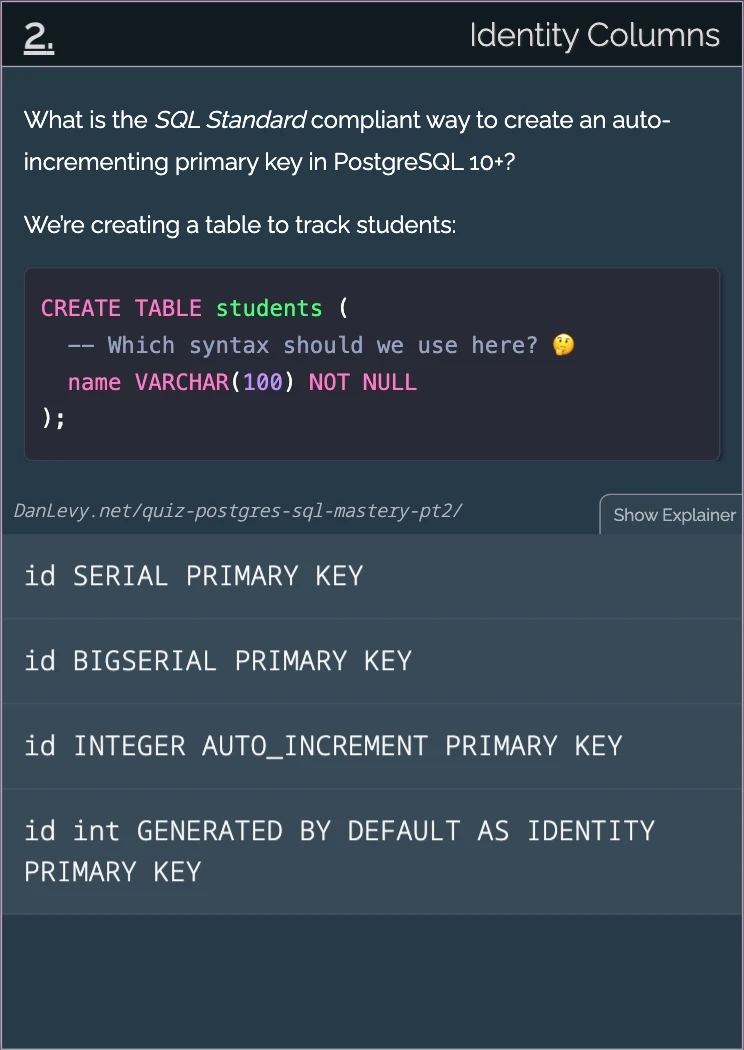 2.
Identity Columns
What is the SQL Standard compliant way to create an auto-
incrementing primary key in PostgreSQL 10+?
We’re creating a table to track students:
CREATE TABLE students (
-- Which syntax should we use here? 🤔
name VARCHAR(100) NOT NULL
);
DanLevy.net/quiz-postgres-sql-mastery-pt2/
Show Explainer
id SERIAL PRIMARY KEY
id BIGSERIAL PRIMARY KEY
id INTEGER AUTO_INCREMENT PRIMARY KEY
id int GENERATED BY DEFAULT AS IDENTITY
PRIMARY KEY